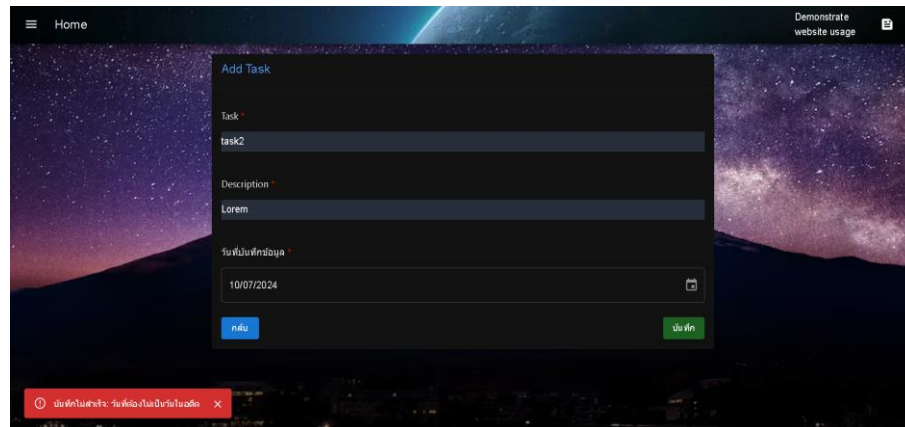 Home
Demonstrate
website usage
Add Task
Task *
task2
Description *
Lorem
วันที่บันทึกข้อมูล *
10/07/2024
กลับ
บันทึก
บันทึกไม่สำเร็จ: วันที่ต้องไม่เป็นวันในอดีต